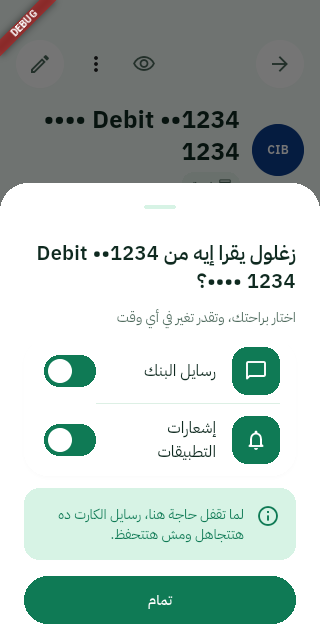 DEBUG
•••• Debit ••1234
1234
CIB
زغلول يقرا إيه من Debit ••1234
•••• 1234؟
اختار براحتك، وتقدر تغير في أي وقت
رسايل البنك
إشعارات
التطبيقات
لما تقفل حاجة هنا، رسايل الكارت ده
هتتجاهل ومش هتتحفظ.
تمام